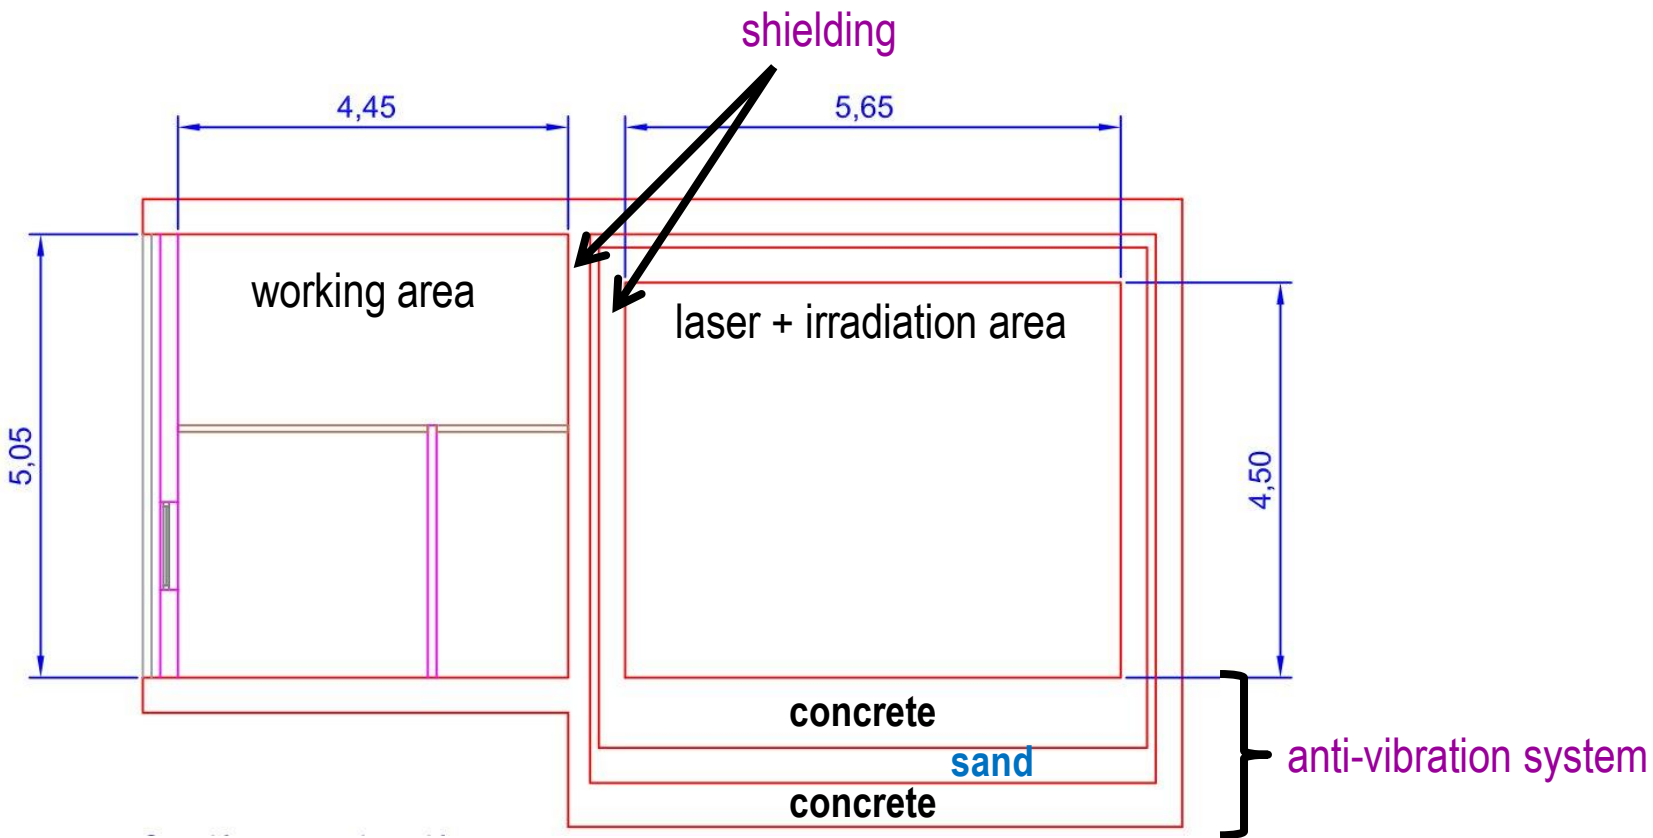 shielding
4,45
5,65
working area
laser + irradiation area
5,05
4,50
concrete
sand
anti-vibration system
concrete